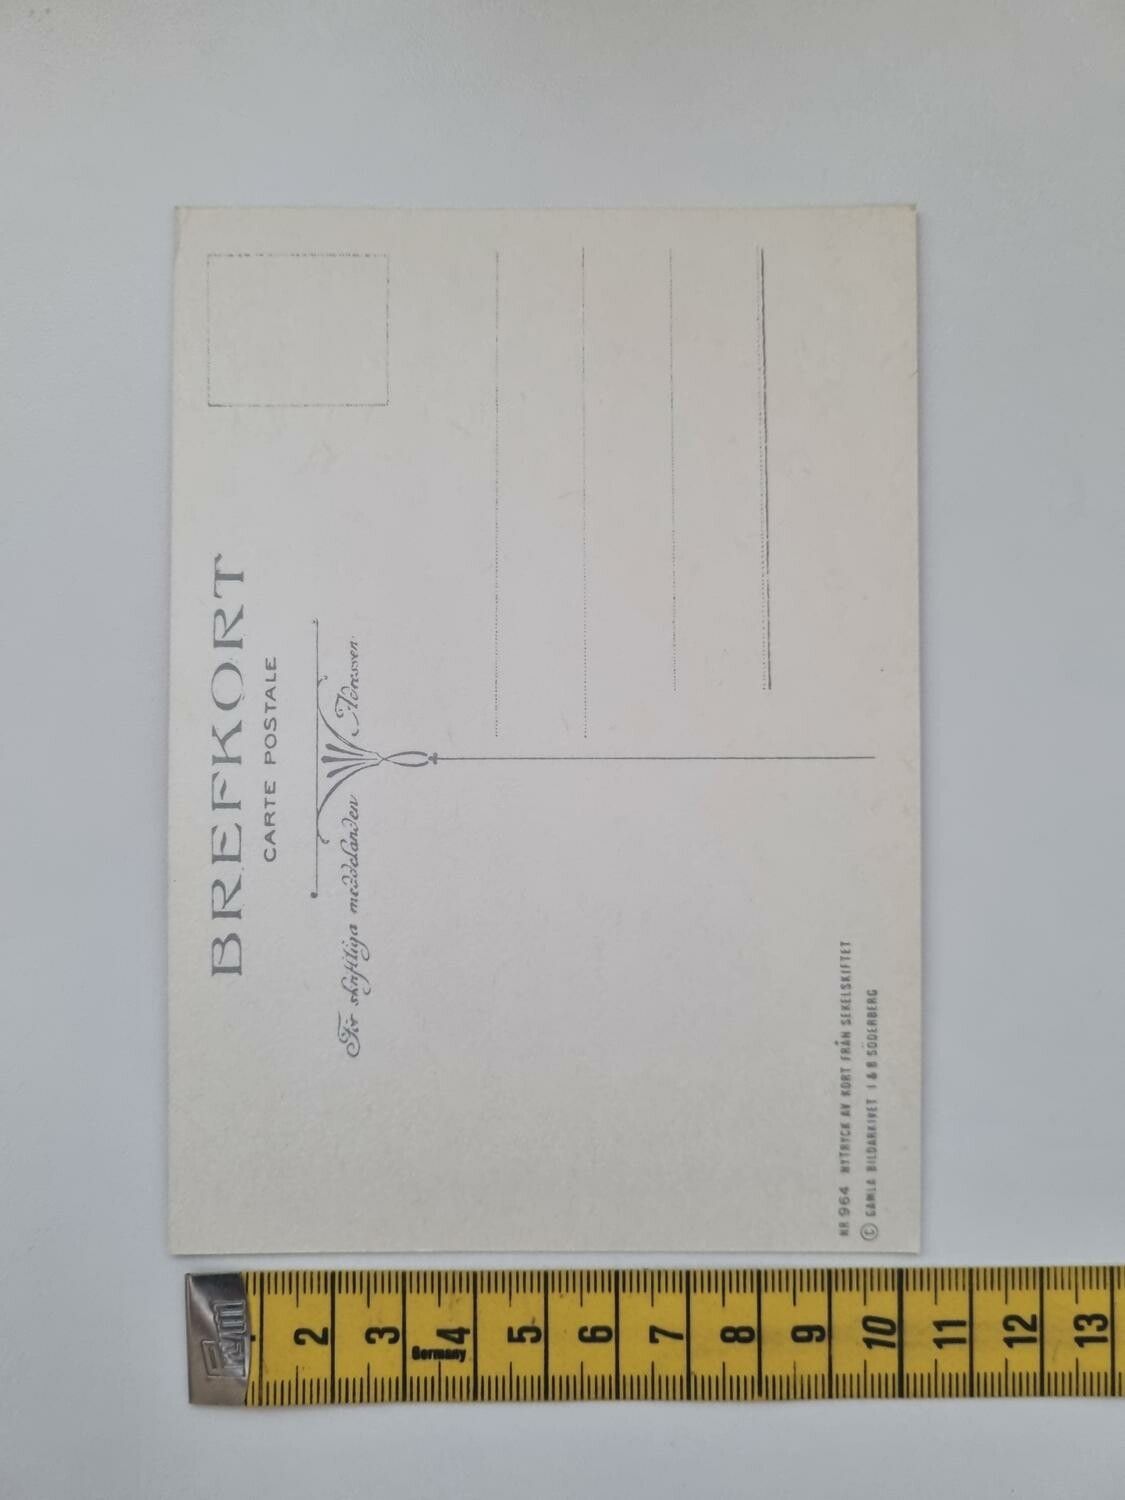 BREFKORT
CARTE POSTALE
För skriftliga meddelanden
Adressen
NR 964 NYTRYCK AV KORT FRÅN SEKELSKIFTET
© GAMLA BILDARKIVET I & B SÖDERBERG
Prym
2 3 4 5 6 7 8 9 10 11 12 13
Germany